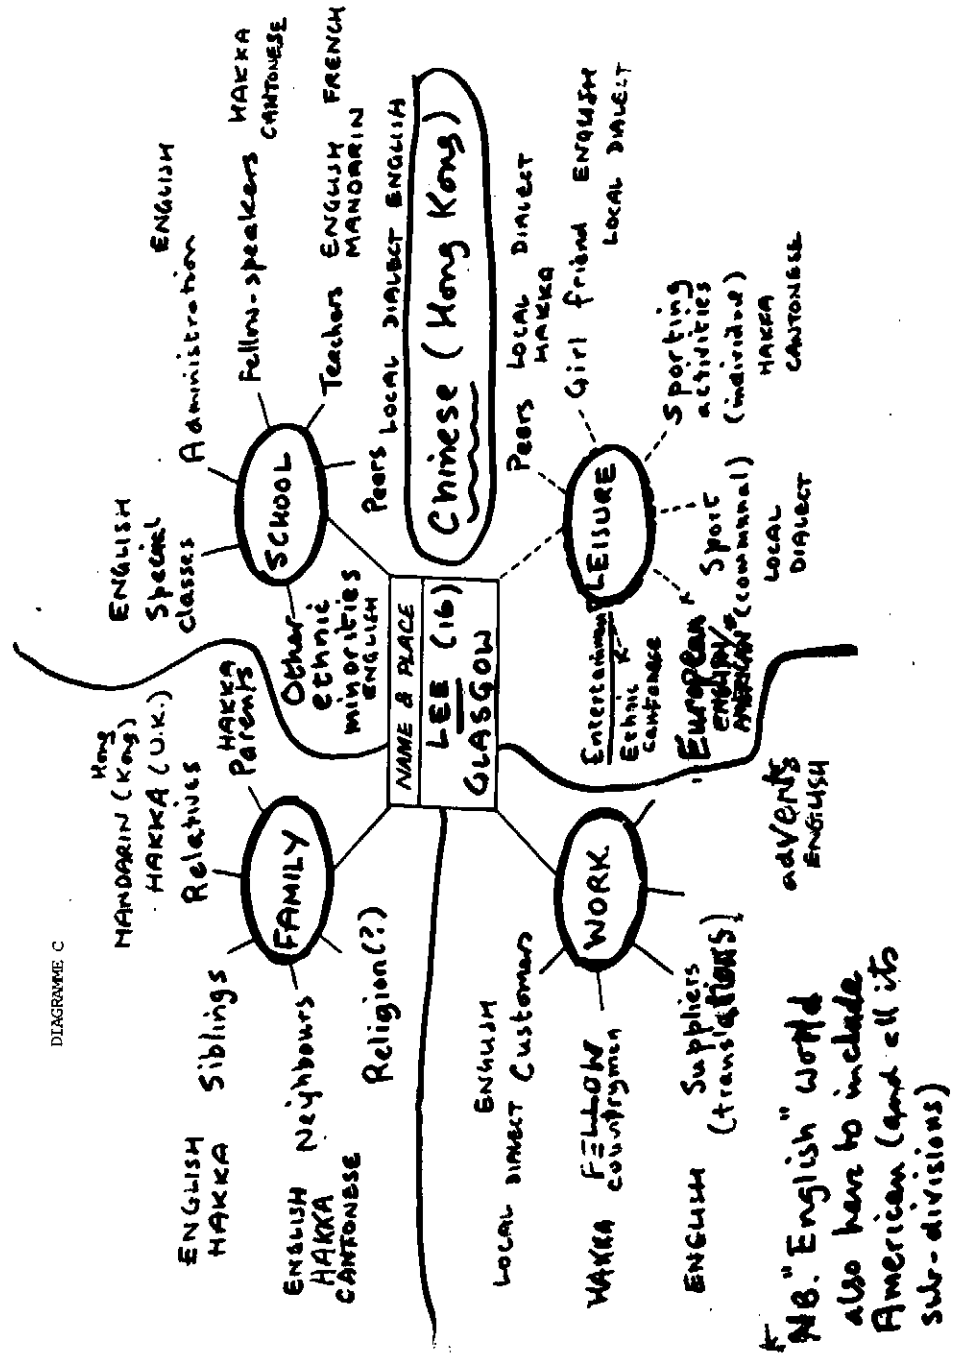 DIAGRAMME C
MANDARIN (Hong Kong)
HAKKA (U.K.)
Relatives
HAKKA
Parents
ENGLISH
HAKKA
Siblings
FAMILY
ENGLISH
HAKKA
CANTONESE
Neighbours
Religion (?)
ENGLISH
Special
classes
Administration
ENGLISH
Fellow-speakers
HAKKA
CANTONESE
SCHOOL
Teachers
ENGLISH FRENCH
MANDARIN
Peers LOCAL DIALECT ENGLISH
Other
ethnic
minorities
ENGLISH
NAME & PLACE
LEE (16)
GLASGOW
Chinese (Hong Kong)
ENGLISH
LOCAL DIALECT Customers
HAKKA FELLOW
countrymen
WORK
ENGLISH
Suppliers
(translations)
adverts
ENGLISH
Peers
LOCAL DIALECT
HAKKA
Girl friend
ENGLISH
LOCAL DIALECT
LEISURE
Entertainment
Ethnic
cantonese
"European
ENGLISH/*
AMERICAN
Sport
(communal)
LOCAL
DIALECT
Sporting
activities
(individual)
HAKKA
CANTONESE
* NB. "English" world
also have to include
American (and all its
sub-divisions)